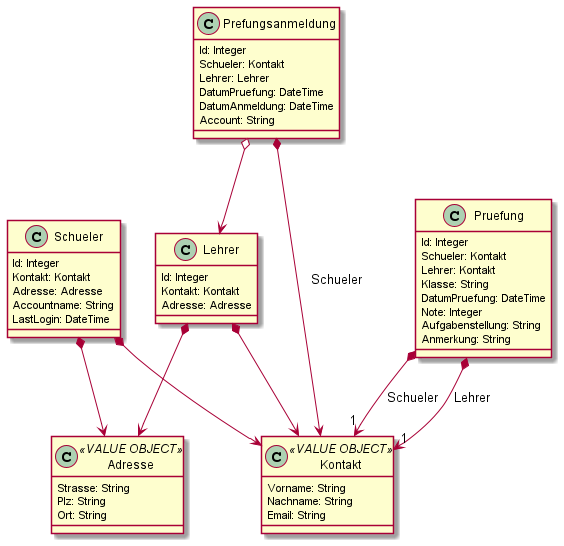 C Prefungsanmeldung
Id: Integer
Schueler: Kontakt
Lehrer: Lehrer
DatumPruefung: DateTime
DatumAnmeldung: DateTime
Account: String
C Schueler
Id: Integer
Kontakt: Kontakt
Adresse: Adresse
Accountname: String
LastLogin: DateTime
C Lehrer
Id: Integer
Kontakt: Kontakt
Adresse: Adresse
C Pruefung
Id: Integer
Schueler: Kontakt
Lehrer: Kontakt
Klasse: String
DatumPruefung: DateTime
Note: Integer
Aufgabenstellung: String
Anmerkung: String
Schueler
Schueler
Lehrer
1
1
C «VALUE OBJECT»
Adresse
Strasse: String
Plz: String
Ort: String
C «VALUE OBJECT»
Kontakt
Vorname: String
Nachname: String
Email: String